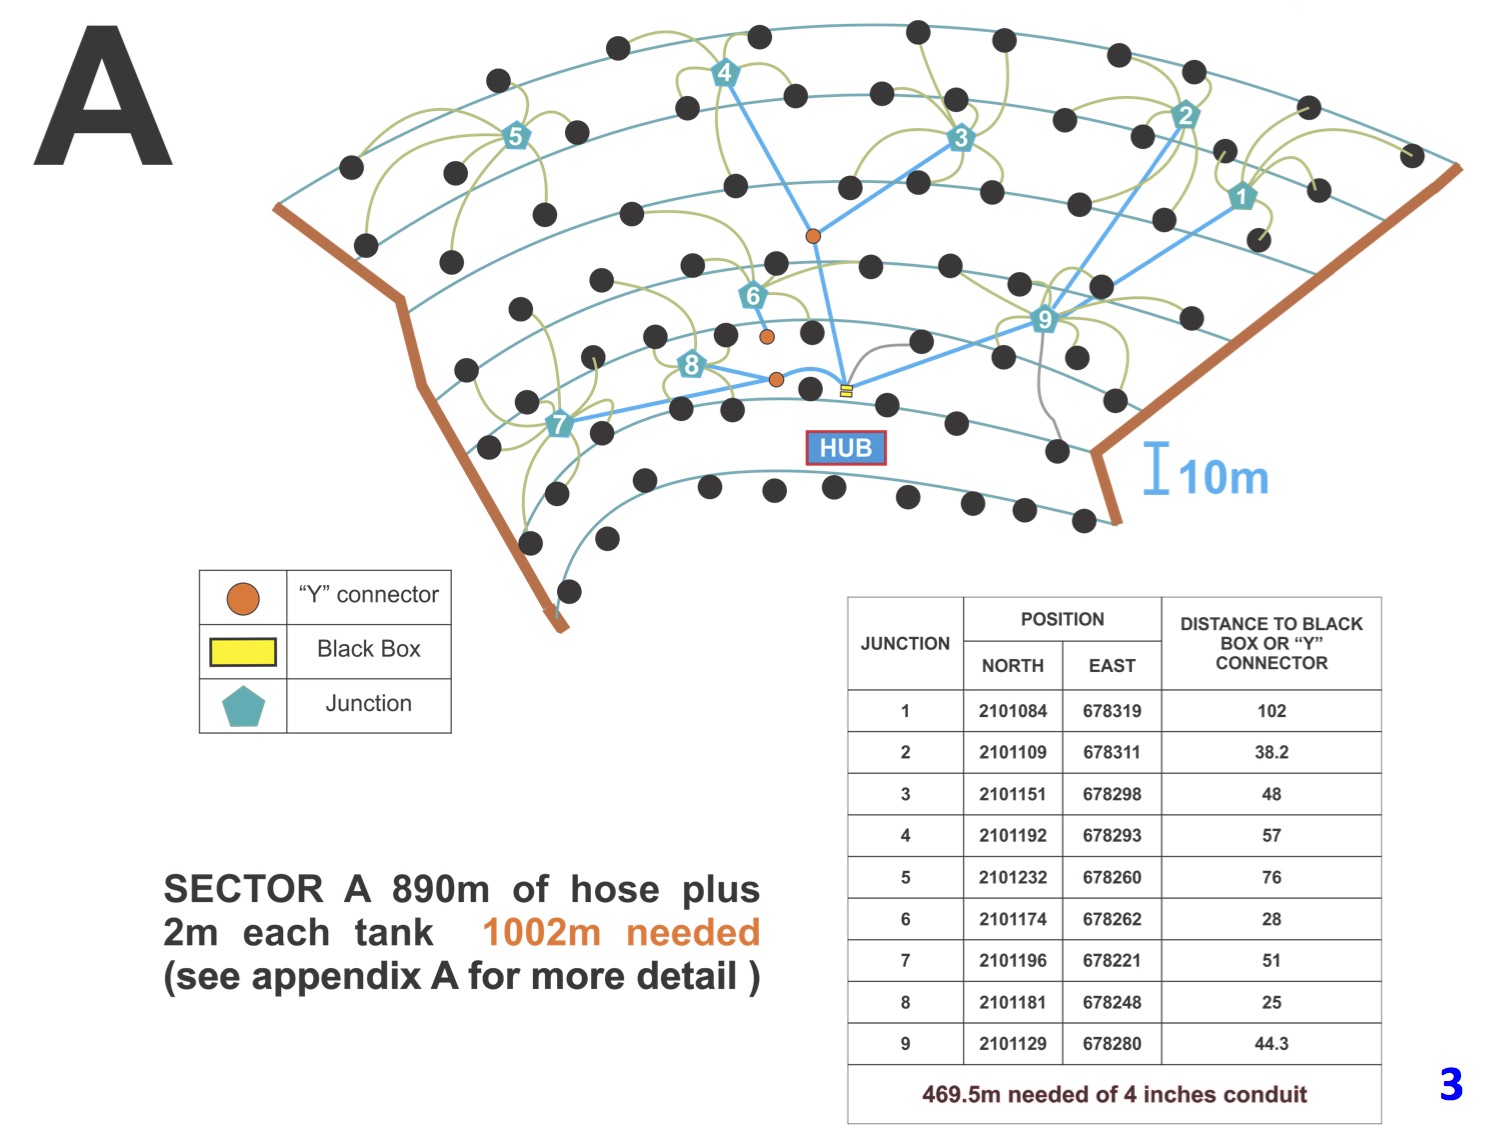 A
4
2
5
3
1
6
9
8
7
HUB
10m
"Y" connector
Black Box
Junction
JUNCTION
POSITION
DISTANCE TO BLACK
BOX OR "Y"
CONNECTOR
NORTH EAST
1 2101084 678319 102
2 2101109 678311 38.2
3 2101151 678298 48
4 2101192 678293 57
5 2101232 678260 76
6 2101174 678262 28
7 2101196 678221 51
8 2101181 678248 25
9 2101129 678280 44.3
469.5m needed of 4 inches conduit
SECTOR A 890m of hose plus
2m each tank 1002m needed
(see appendix A for more detail )
3